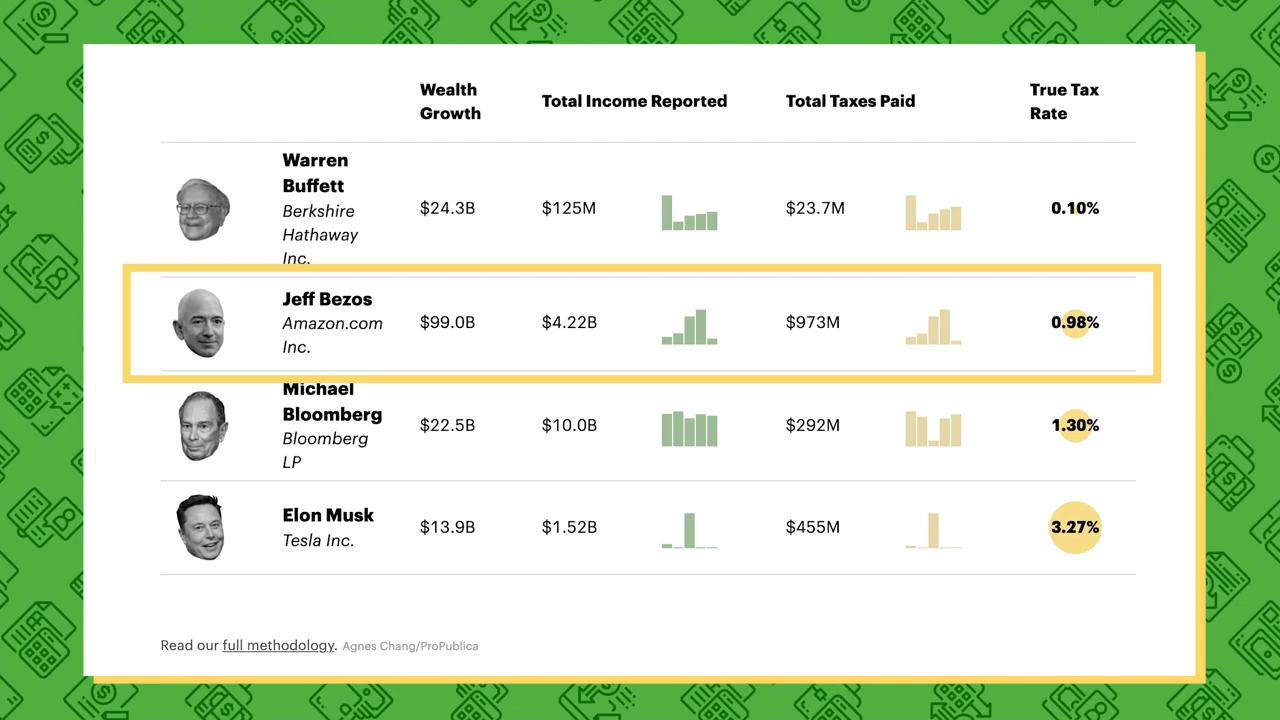 Wealth
Growth
Total Income Reported
Total Taxes Paid
True Tax
Rate
Warren
Buffett
Berkshire
Hathaway
Inc.
$24.3B
$125M
$23.7M
0.10%
Jeff Bezos
Amazon.com
Inc.
$99.0B
$4.22B
$973M
0.98%
Michael
Bloomberg
Bloomberg
LP
$22.5B
$10.0B
$292M
1.30%
Elon Musk
Tesla Inc.
$13.9B
$1.52B
$455M
3.27%
Read our full methodology. Agnes Chang/ProPublica